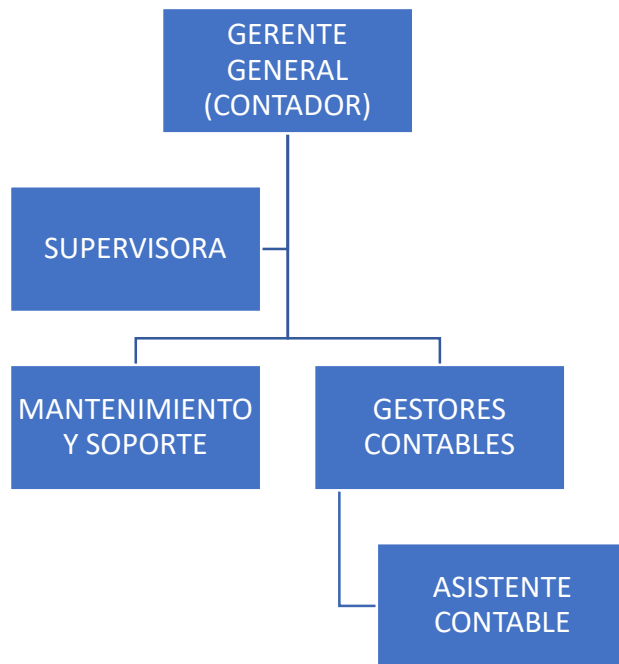 GERENTE
GENERAL
(CONTADOR)
SUPERVISORA
MANTENIMIENTO
Y SOPORTE
GESTORES
CONTABLES
ASISTENTE
CONTABLE